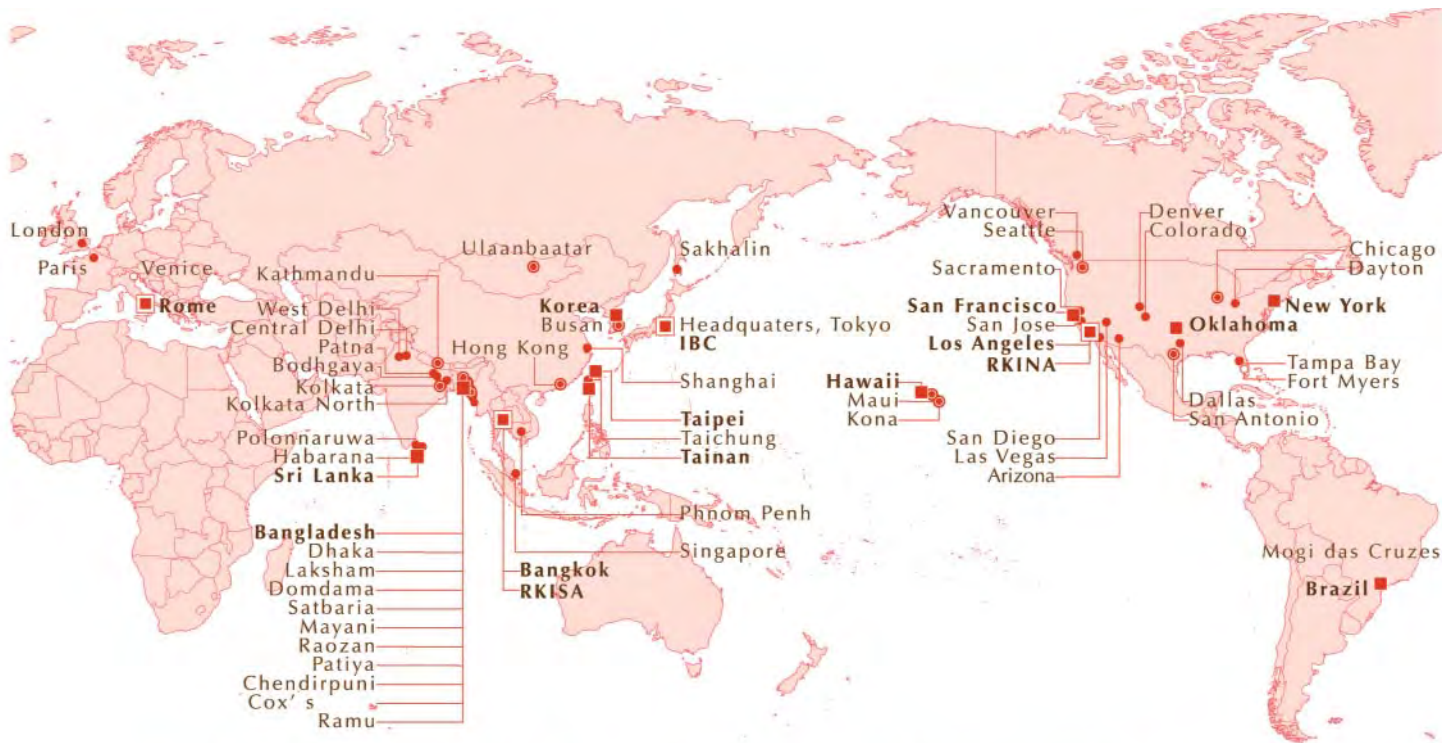 London
Paris
Venice
Rome
Kathmandu
West Delhi
Central Delhi
Patna
Bodhgaya
Kolkata
Kolkata North
Polonnaruwa
Habarana
Sri Lanka
Bangladesh
Dhaka
Laksham
Domdama
Satbaria
Mayani
Raozan
Patiya
Chendirpuni
Cox' s
Ramu
Ulaanbaatar
Sakhalin
Korea
Busan
Headquaters, Tokyo
IBC
Hong Kong
Shanghai
Taipei
Taichung
Tainan
Phnom Penh
Singapore
Bangkok
RKISA
Hawaii
Maui
Kona
Vancouver
Seattle
Sacramento
San Francisco
San Jose
Los Angeles
RKINA
San Diego
Las Vegas
Arizona
Denver
Colorado
Chicago
Dayton
New York
Oklahoma
Tampa Bay
Fort Myers
Dallas
San Antonio
Mogi das Cruzes
Brazil